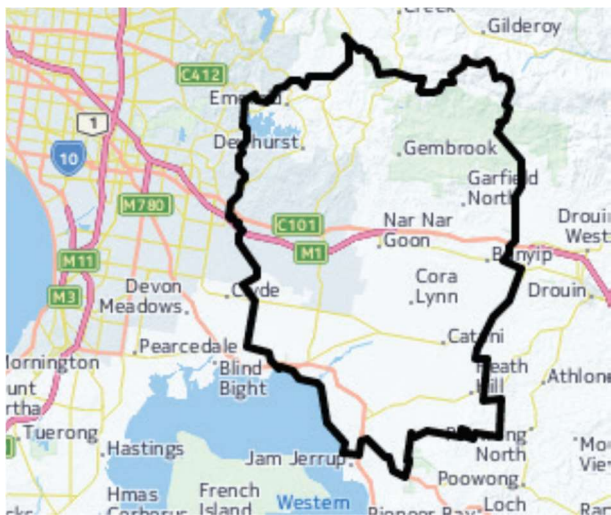 Creek
Gilderoy
C412
1
Emerald
10
Dewhurst
Gembrook
Garfield
North
M780
C101
Nar Nar
Goon
Drouin
West
M1
Bunyip
M11
Devon
Meadows
Clyde
Cora
Lynn
Drouin
M3
Catani
Mornington
Pearcedale
Blind
Bight
Heath
Hill
Athlone
Tuerong
Hastings
Jam Jerrup
North
Poowong
French
Island
Western
Loch